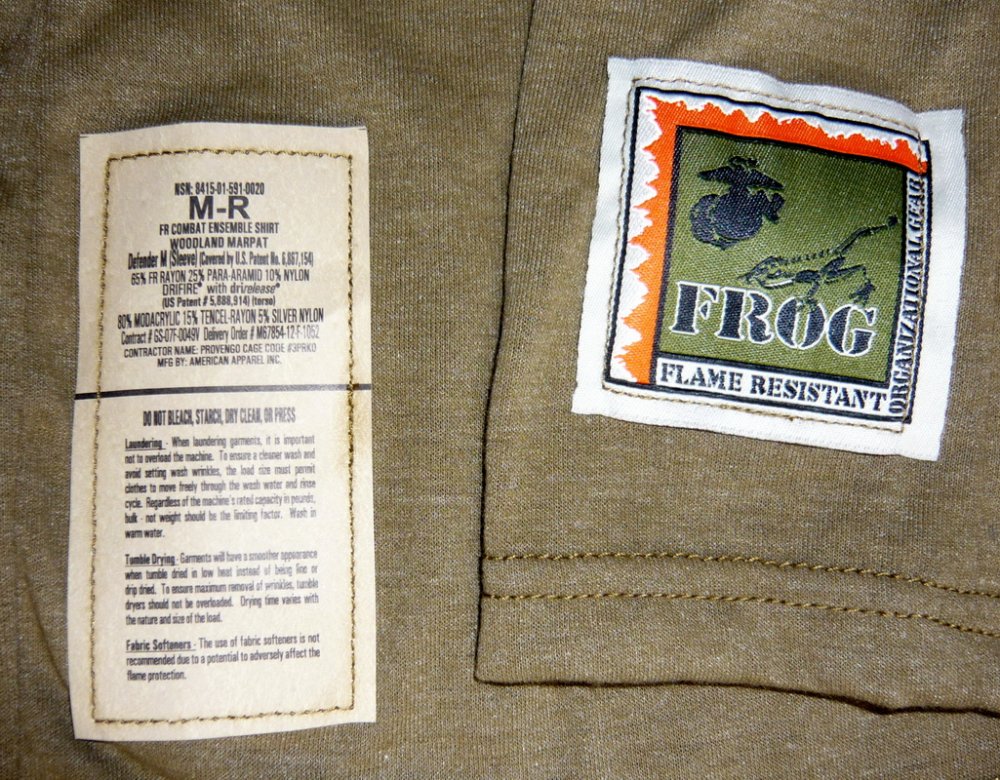 NSN: 8415-01-591-0020
M-R
FR COMBAT ENSEMBLE SHIRT
WOODLAND MARPAT
Defender M (Sleeve) (Covered by U.S. Patent No. 6,867,154)
65% FR RAYON 25% PARA-ARAMID 10% NYLON
DRIFIRE® with drirelease®
(US Patent # 5,888,914) (torso)
80% MODACRYLIC 15% TENCEL-RAYON 5% SILVER NYLON
Contract # GS-07F-0049V Delivery Order # M67854-12-F-1052
CONTRACTOR NAME: PROVENGO CAGE CODE #3PRK0
MFG BY: AMERICAN APPAREL INC.
DO NOT BLEACH, STARCH, DRY CLEAN, OR PRESS
Laundering - When laundering garments, it is important
not to overload the machine. To ensure a cleaner wash and
avoid setting wash wrinkles, the load size must permit
clothes to move freely through the wash water and rinse
cycle. Regardless of the machine's rated capacity in pounds,
bulk - not weight should be the limiting factor. Wash in
warm water.
Tumble Drying - Garments will have a smoother appearance
when tumble dried in low heat instead of being line or
drip dried. To ensure maximum removal of wrinkles, tumble
dryers should not be overloaded. Drying time varies with
the nature and size of the load.
Fabric Softeners - The use of fabric softeners is not
recommended due to a potential to adversely affect the
flame protection.
FROG
FLAME RESISTANT
ORGANIZATIONAL GEAR